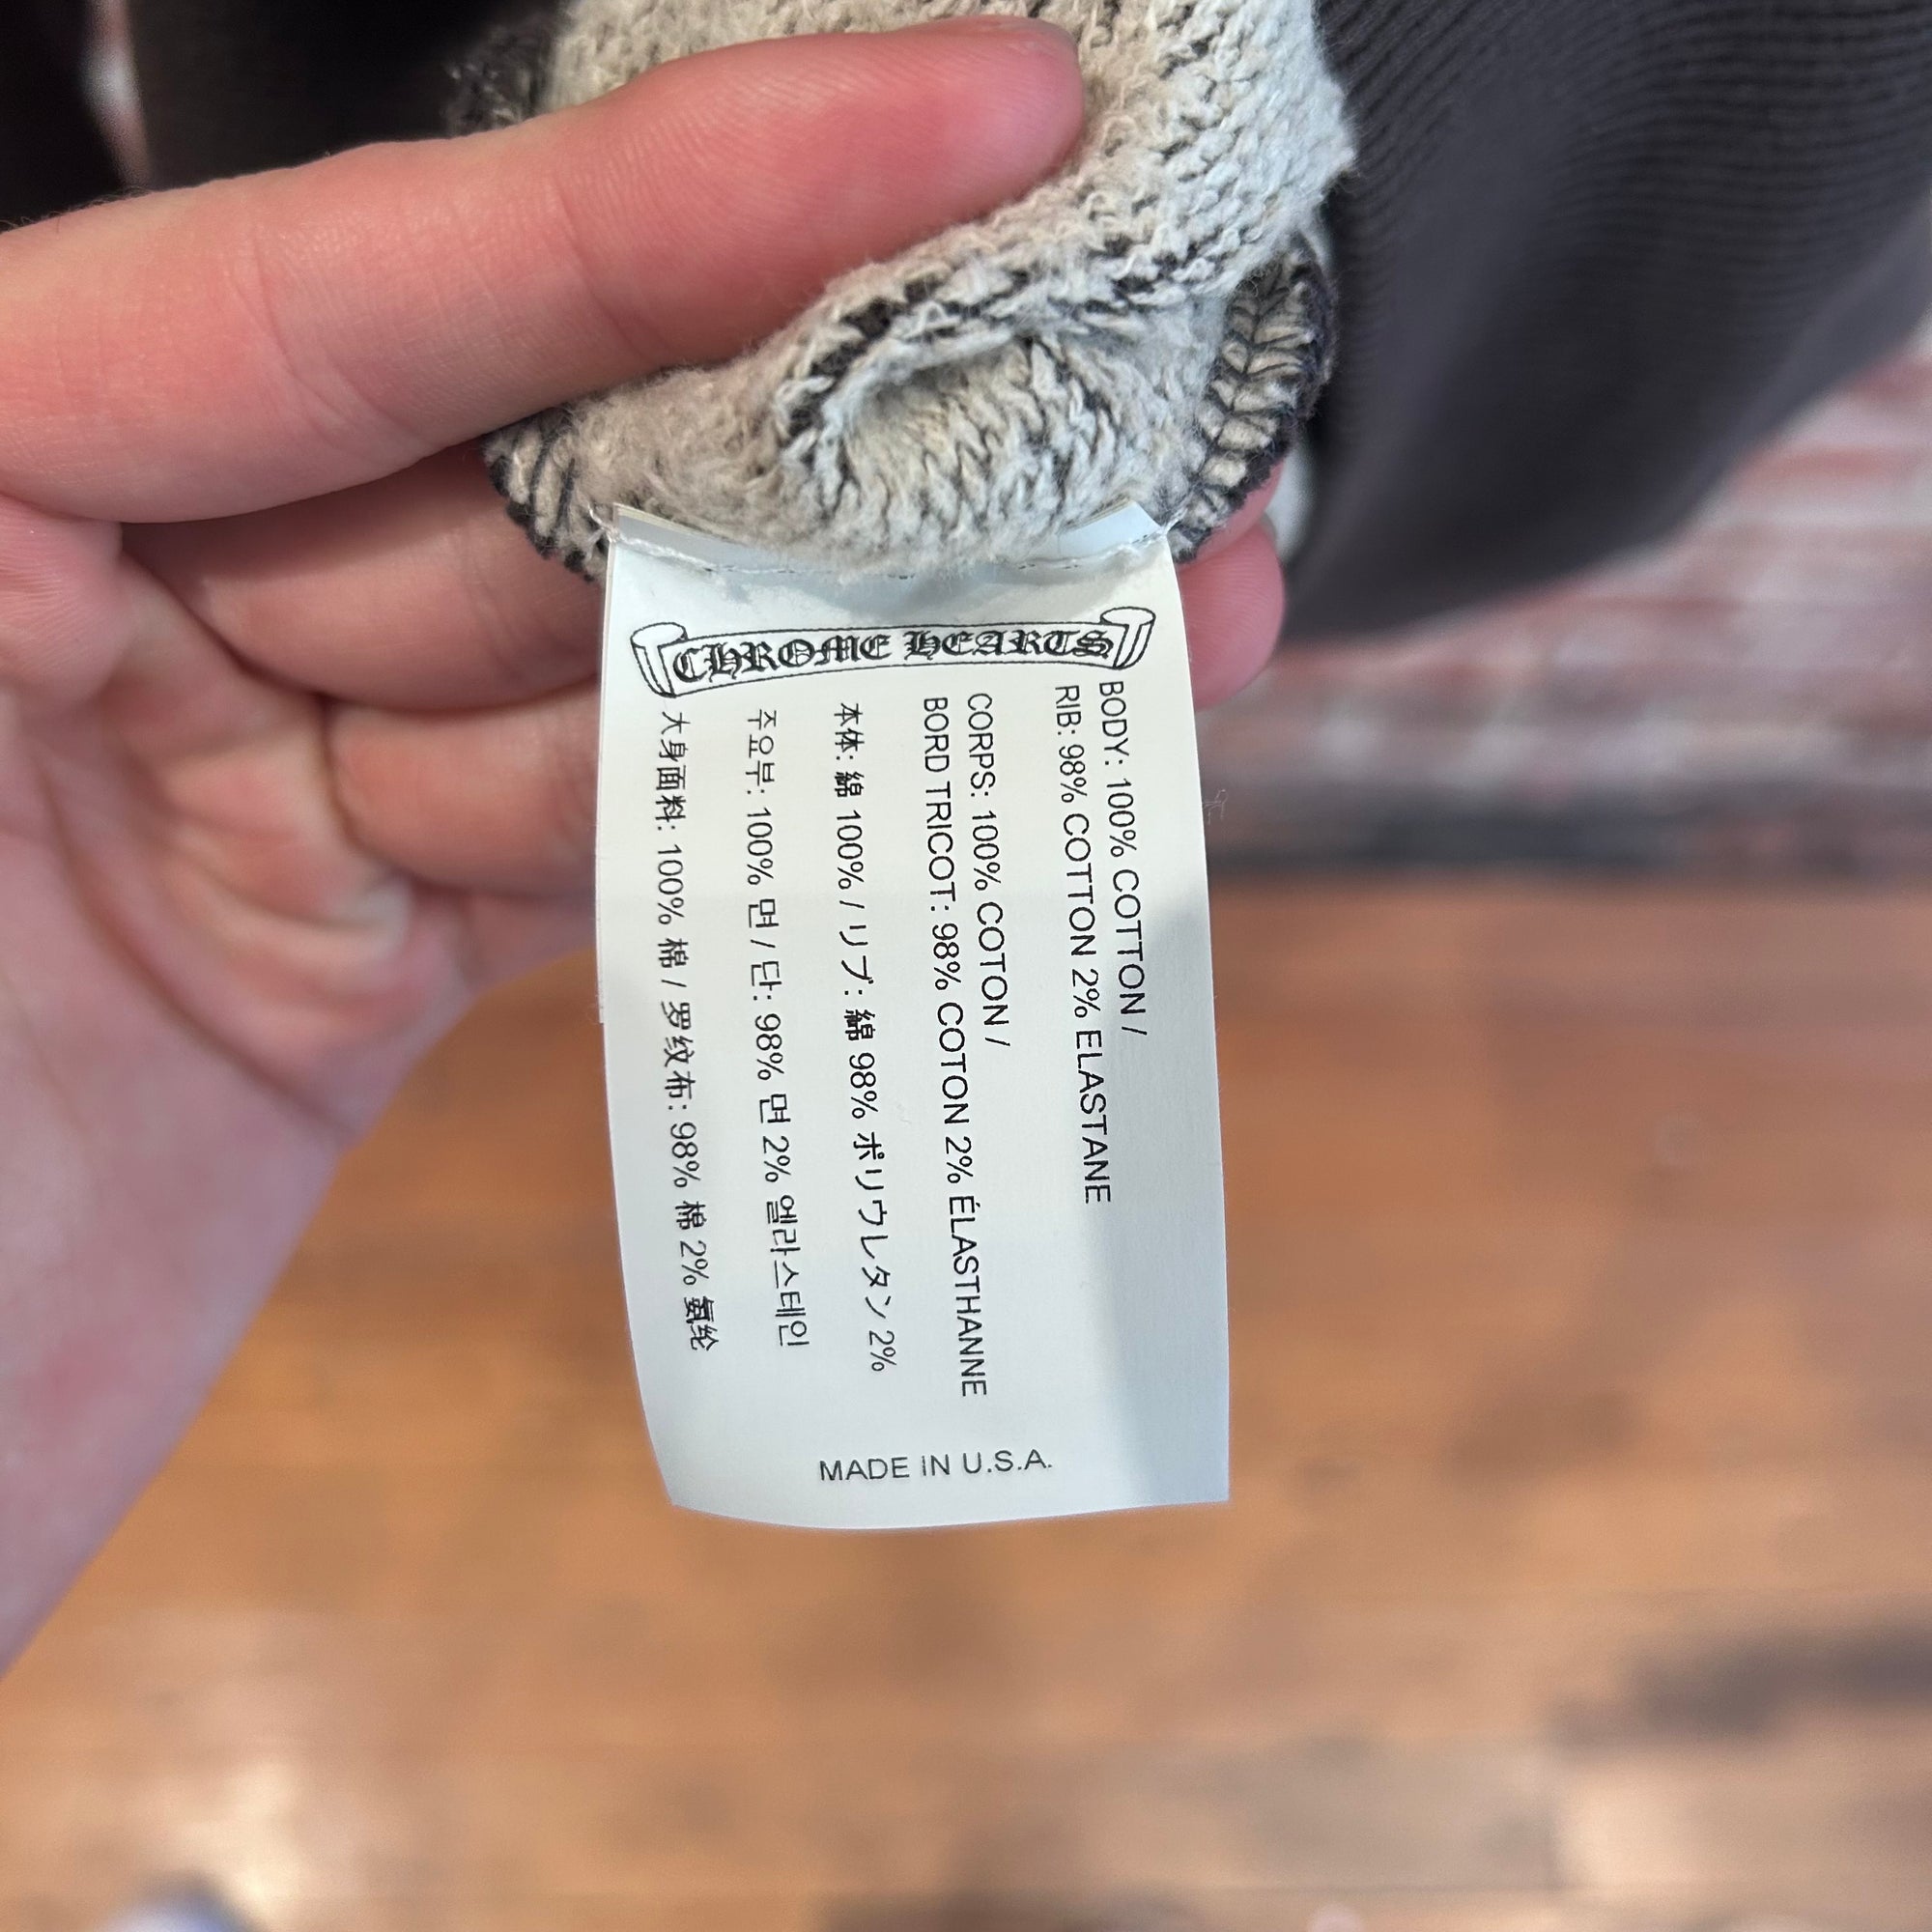 CHROME HEARTS
BODY: 100% COTTON /
RIB: 98% COTTON 2% ELASTANE
CORPS: 100% COTON /
BORD TRICOT: 98% COTON 2% ÉLASTHANNE
本体: 綿 100% / リブ: 綿 98% ポリウレタン 2%
주요부: 100% 면 / 단: 98% 면 2% 엘라스테인
大身面料: 100% 棉 / 罗纹布: 98% 棉 2% 氨纶
MADE IN U.S.A.